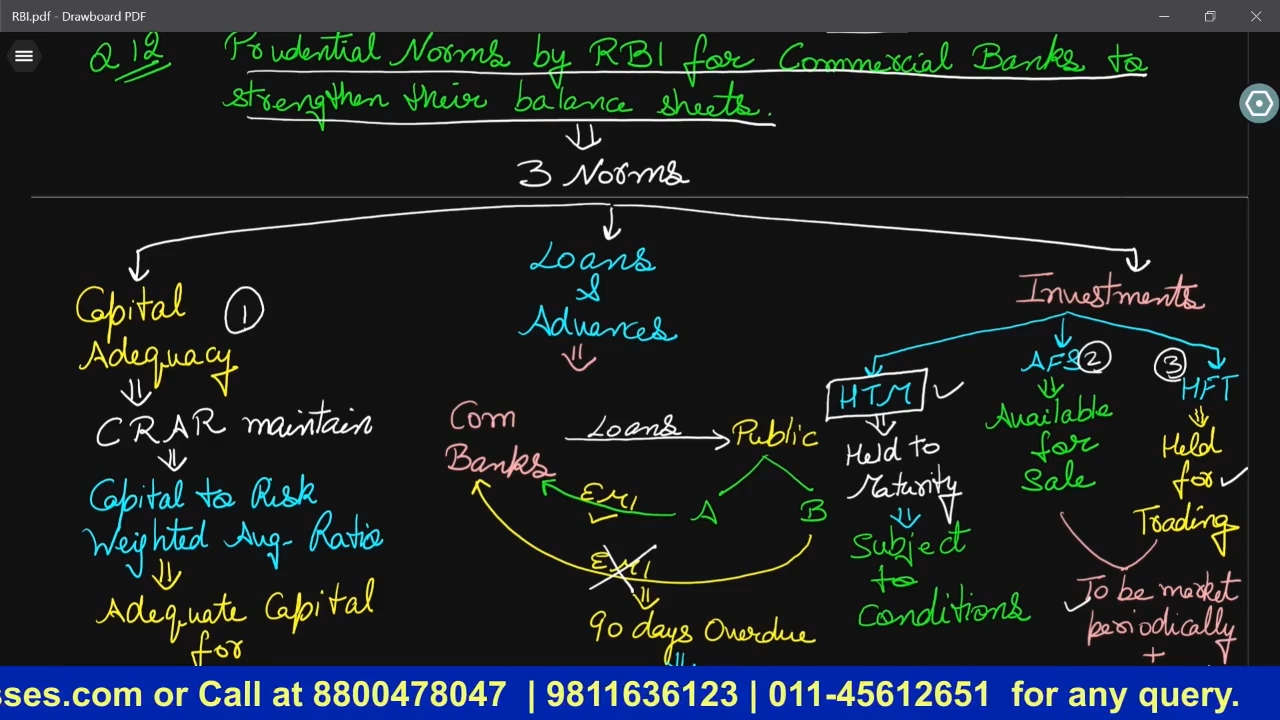 RBI.pdf - Drawboard PDF
Q 12 Prudential Norms by RBI for Commercial Banks to
strengthen their balance sheets.
3 Norms
Capital
Adequacy
1
CRAR maintain
Capital to Risk
Weighted Aug- Ratio
Adequate Capital
for
Loans
&
Advances
Com
Banks
Loans
Public
A
B
EMI
EMI
90 days Overdue
Investments
HTM
Held to
Maturity
Subject
to
Conditions
AFS
2
Available
for
Sale
3
HFT
Held
for
Trading
To be market
periodically
+
sses.com or Call at 8800478047 | 9811636123 | 011-45612651 for any query.